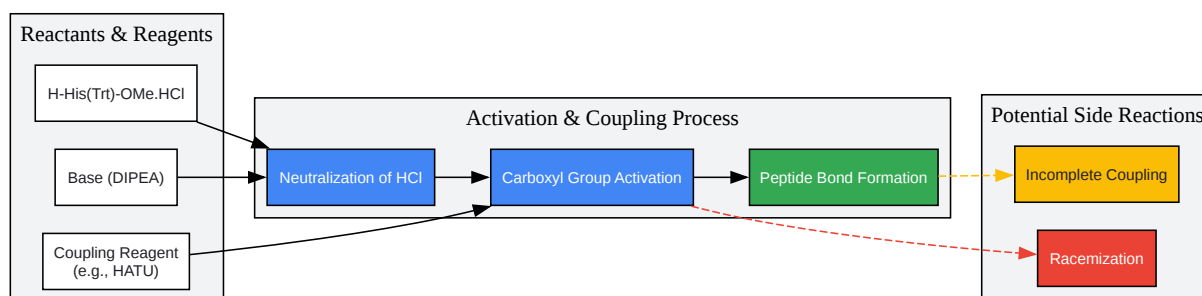 Reactants & Reagents
H-His(Trt)-OMe.HCl
Base (DIPEA)
Coupling Reagent
(e.g., HATU)
Activation & Coupling Process
Neutralization of HCl
Carboxyl Group Activation
Peptide Bond Formation
Potential Side Reactions
Incomplete Coupling
Racemization